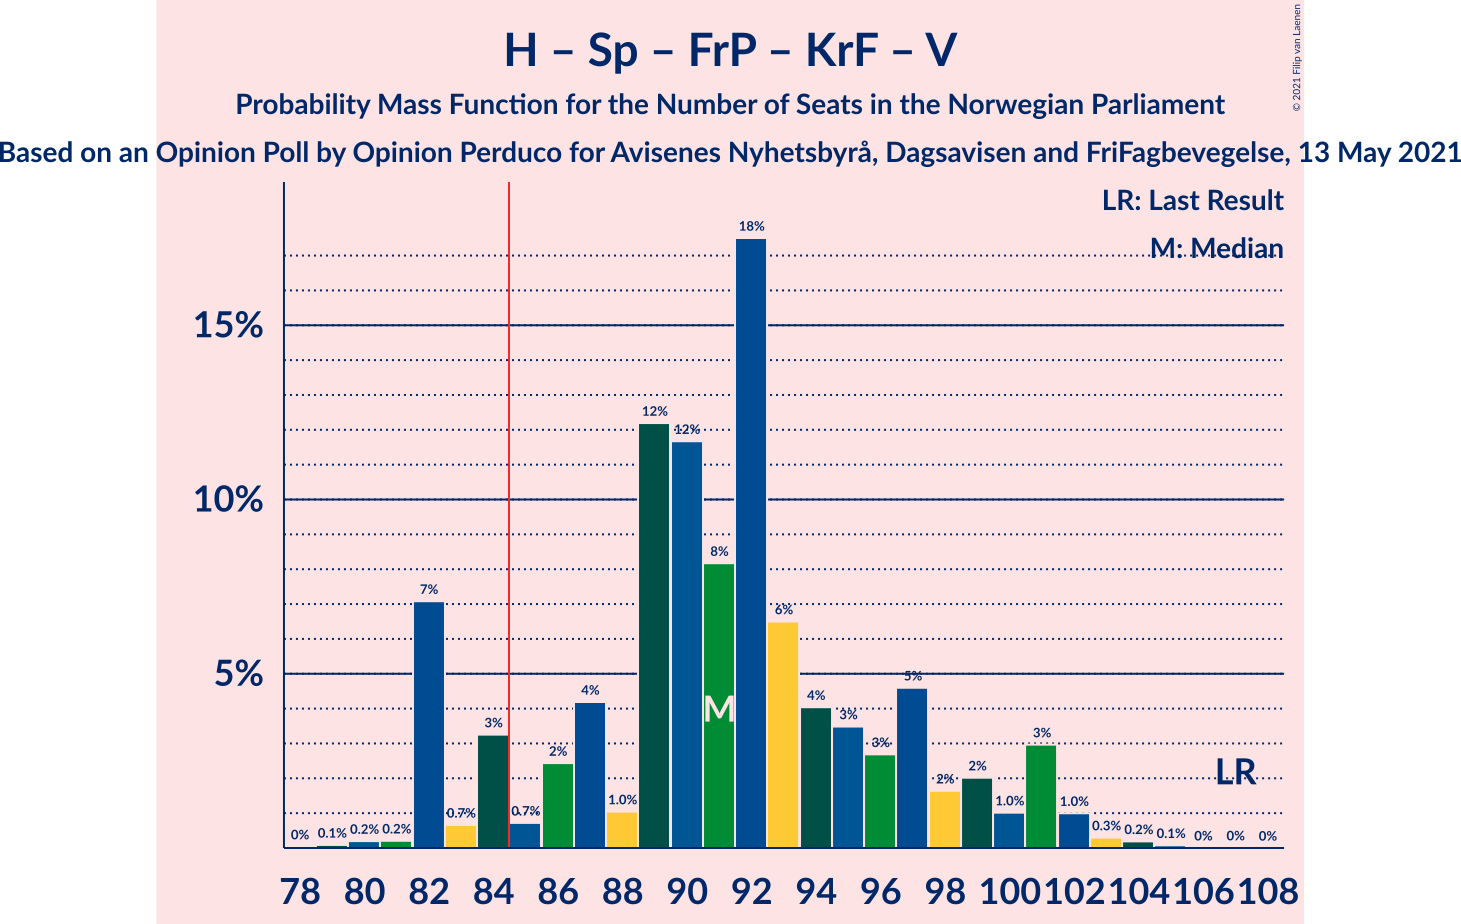 H – Sp – FrP – KrF – V
Probability Mass Function for the Number of Seats in the Norwegian Parliament
Based on an Opinion Poll by Opinion Perduco for Avisenes Nyhetsbyrå, Dagsavisen and FriFagbevegelse, 13 May 2021
© 2021 Filip van Laenen
LR: Last Result
M: Median
15%
10%
5%
0% 0.1% 0.2% 0.2% 7% 0.7% 3% 0.7% 2% 4% 1.0% 12% 12% 8% 18% 6% 4% 3% 3% 5% 2% 2% 1.0% 3% 1.0% 0.3% 0.2% 0.1% 0% 0% 0%
M
LR
78 80 82 84 86 88 90 92 94 96 98 100 102 104 106 108